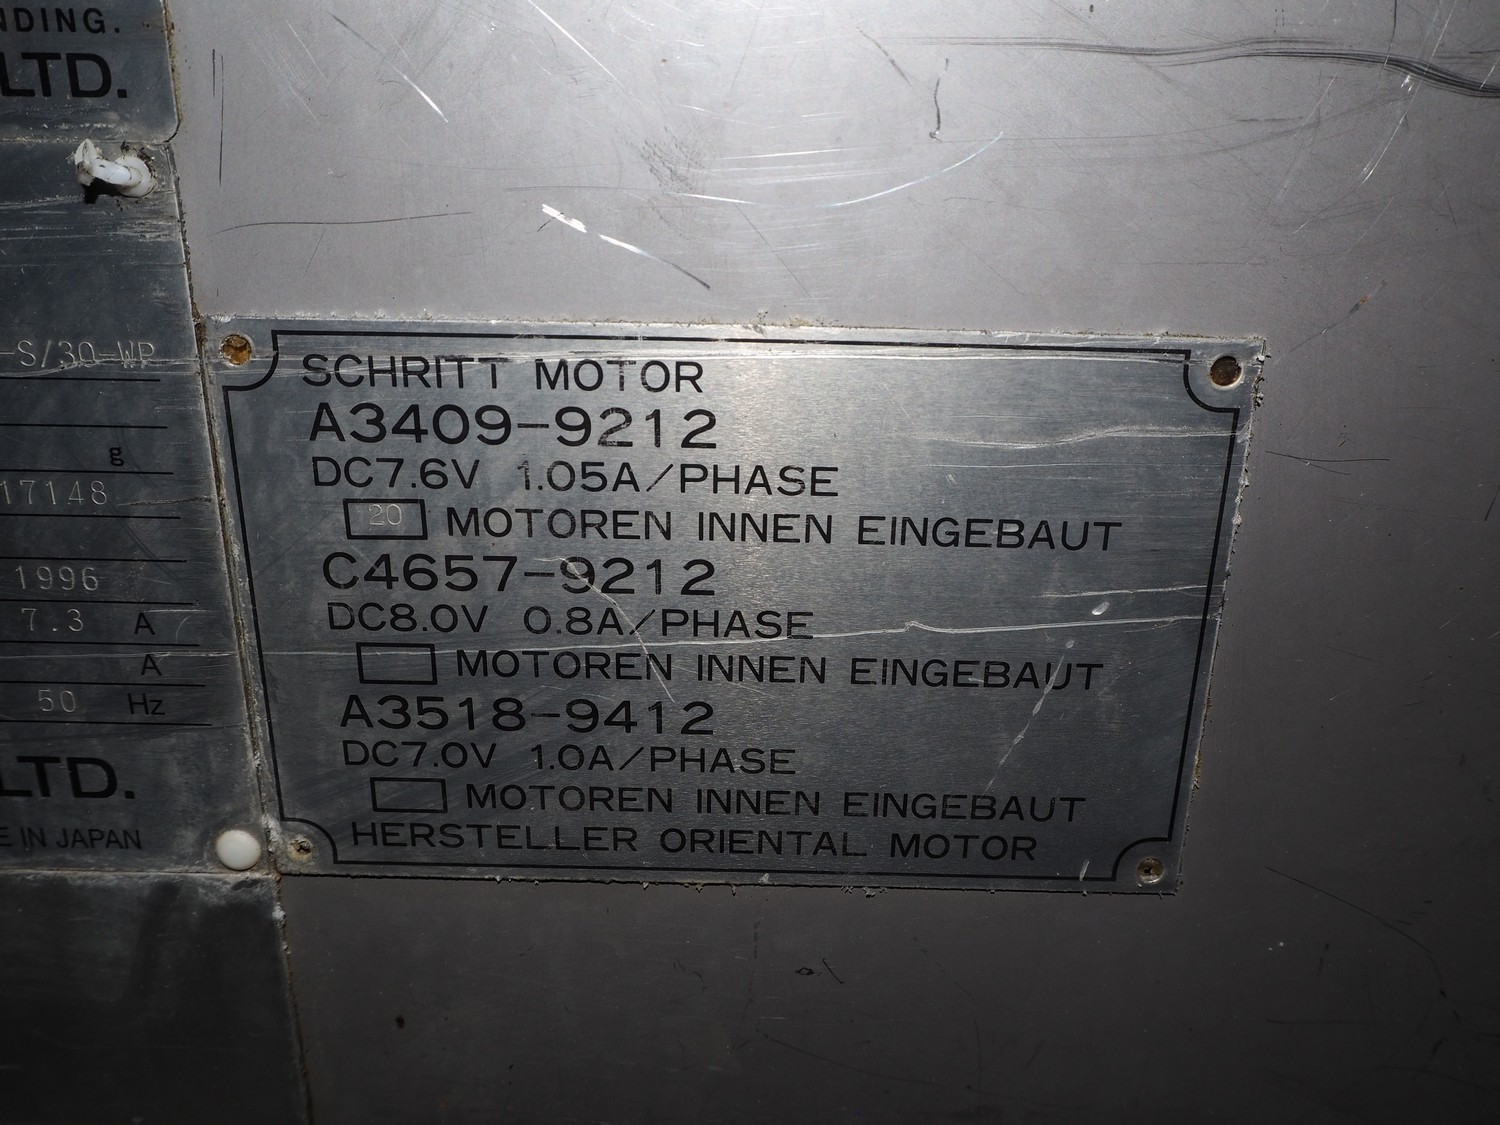 NDING.
LTD.
-S/30-WP
g
17148
1996
7.3 A
A
50 Hz
LTD.
E IN JAPAN
SCHRITT MOTOR
A3409-9212
DC7.6V 1.05A/PHASE
20 MOTOREN INNEN EINGEBAUT
C4657-9212
DC8.0V 0.8A/PHASE
MOTOREN INNEN EINGEBAUT
A3518-9412
DC7.0V 1.0A/PHASE
MOTOREN INNEN EINGEBAUT
HERSTELLER ORIENTAL MOTOR